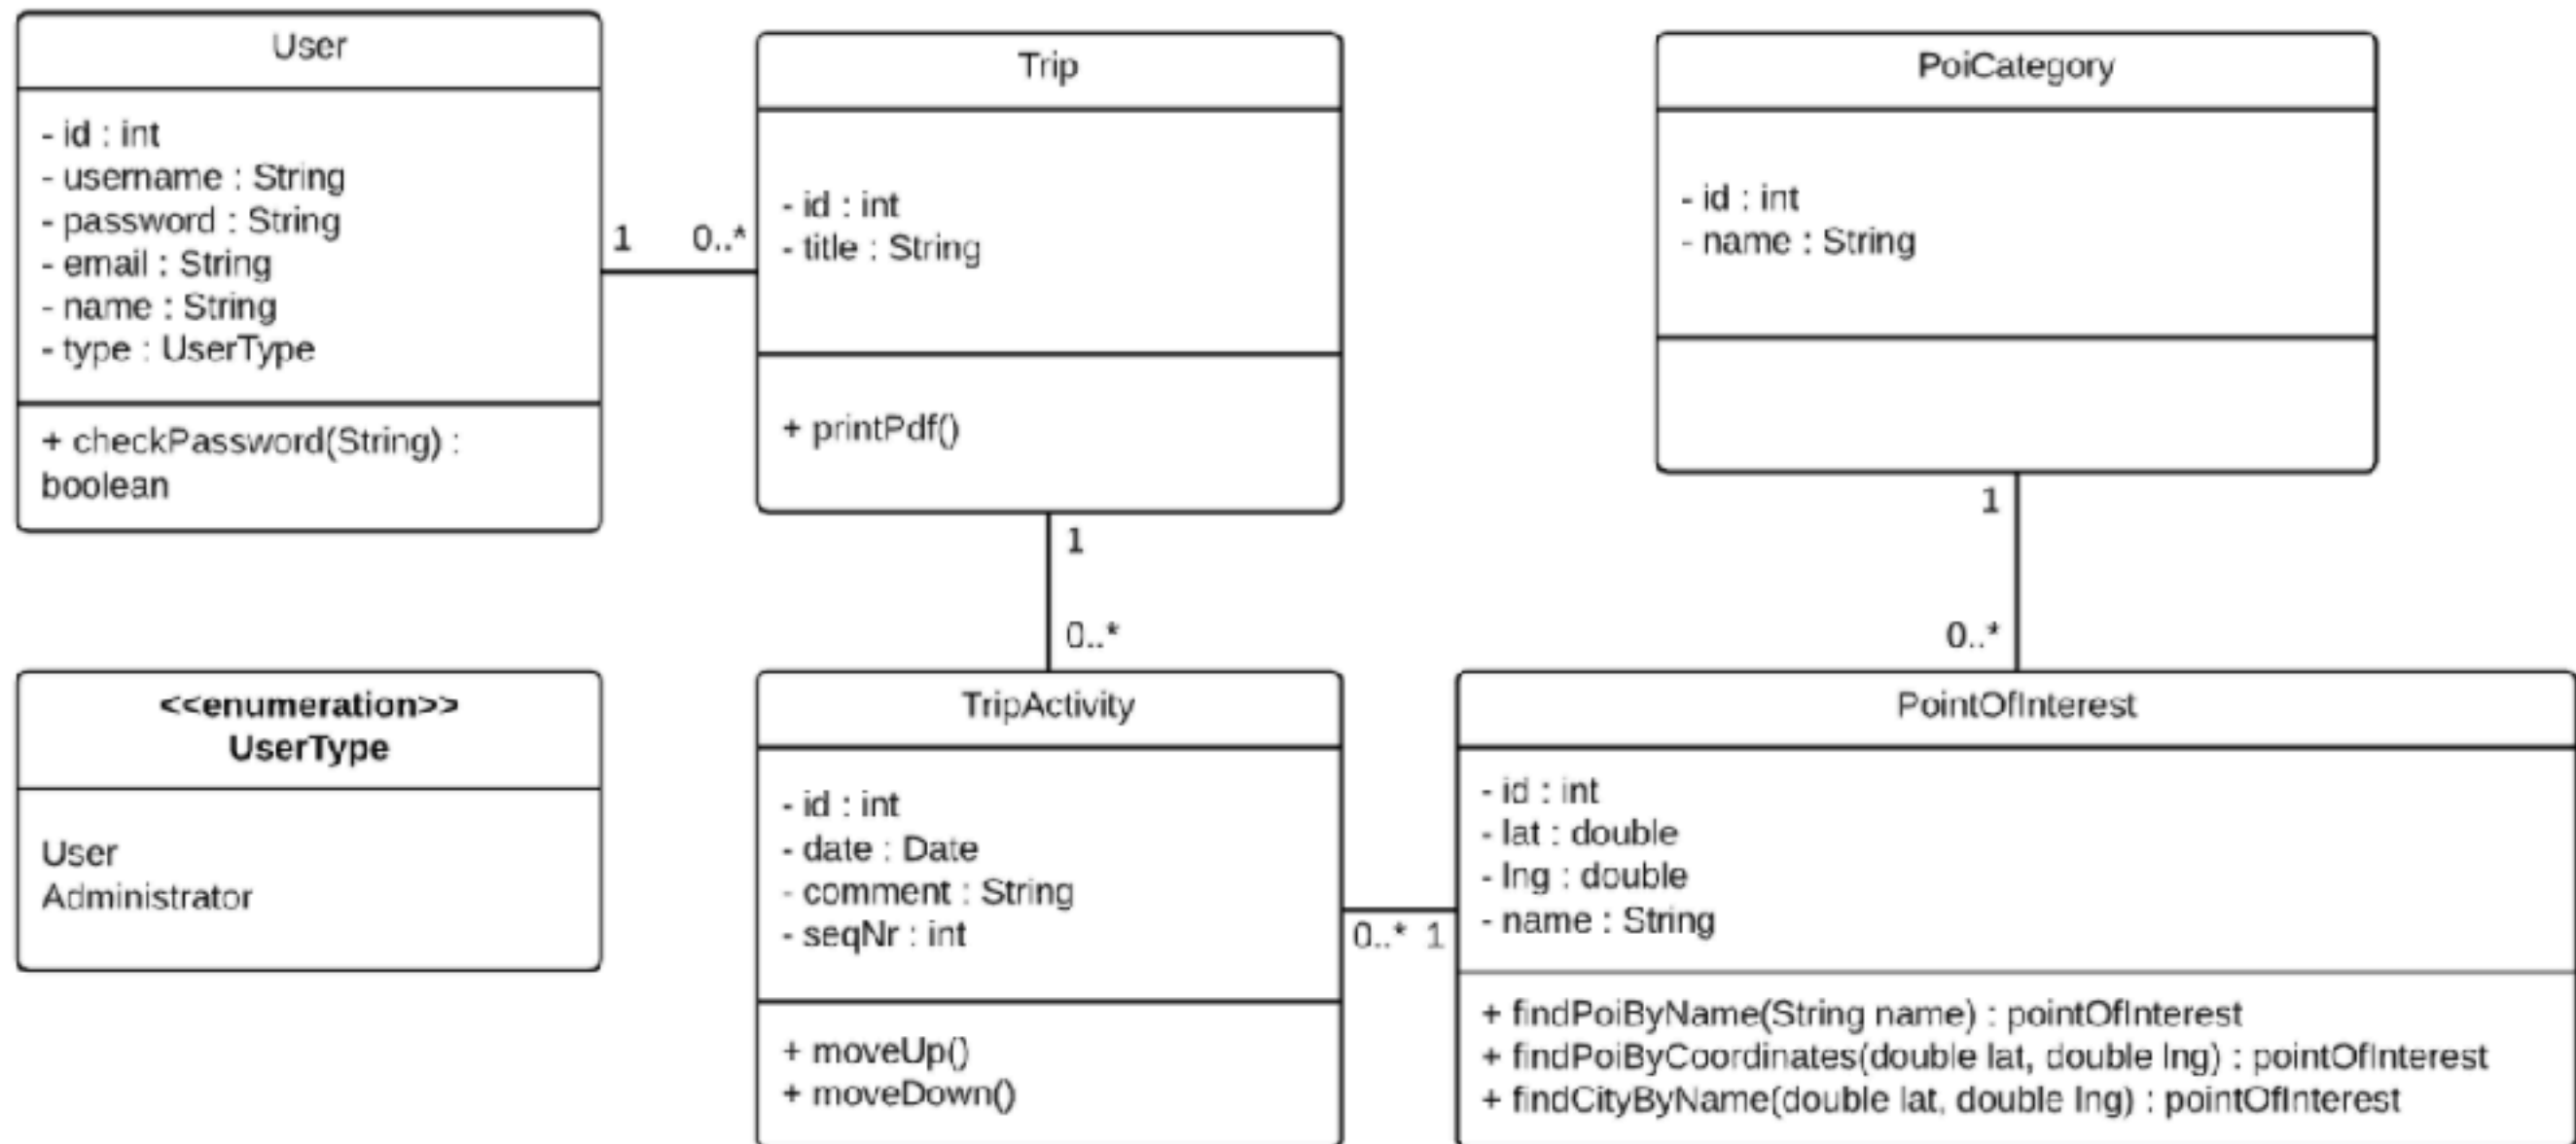 User
- id : int
- username : String
- password : String
- email : String
- name : String
- type : UserType
+ checkPassword(String) :
boolean
1
0..*
Trip
- id : int
- title : String
+ printPdf()
1
0..*
PoiCategory
- id : int
- name : String
1
0..*
<<enumeration>>
UserType
User
Administrator
TripActivity
- id : int
- date : Date
- comment : String
- seqNr : int
+ moveUp()
+ moveDown()
0..*
1
PointOfInterest
- id : int
- lat : double
- lng : double
- name : String
+ findPoiByName(String name) : pointOfInterest
+ findPoiByCoordinates(double lat, double lng) : pointOfInterest
+ findCityByName(double lat, double lng) : pointOfInterest